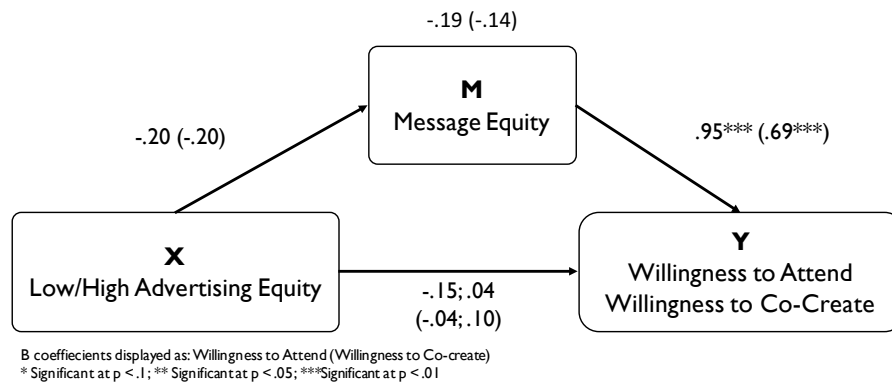 -.19 (-.14)
M
Message Equity
-.20 (-.20)
.95*** (.69***)
X
Low/High Advertising Equity
Y
Willingness to Attend
Willingness to Co-Create
-.15; .04
(-.04; .10)
B coeffiecients displayed as: Willingness to Attend (Willingness to Co-create)
* Significant at p < .1; ** Significant at p < .05; ***Significant at p < .01